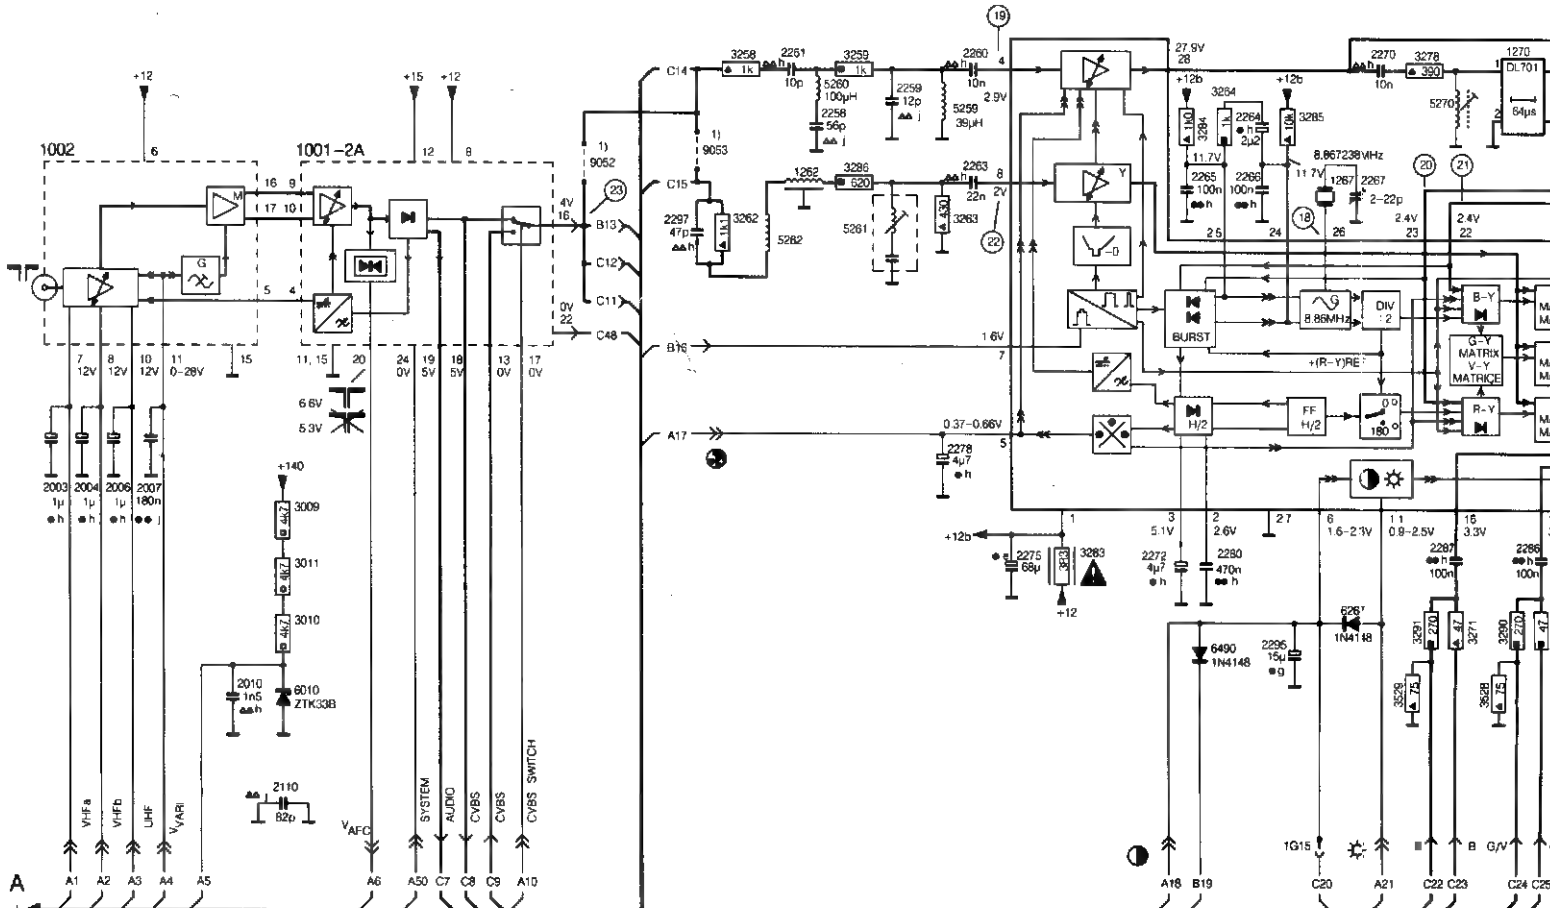 1002
+12
6
1001-2A
+15
+12
12
8
16
9
17
10
M
G
5
4
7
12V
8
12V
10
12V
11
0-28V
15
11, 15
20
24
0V
19
5V
18
5V
13
0V
17
0V
6.6V
5.3V
2003
1µ
h
2004
1µ
h
2006
1µ
h
2007
180n
j
+140
3009
4k7
3011
4k7
3010
4k7
2010
1n5
h
6010
ZTK33B
2110
82p
j
VHFa
VHFb
UHF
VVARI
VAFC
SYSTEM
AUDIO
CVBS
CVBS
CVBS SWITCH
A
A1
A2
A3
A4
A5
A6
A50
C7
C8
C9
A10
1)
9052
1)
9053
23
4V
16
B13
C12
C11
0V
22
C48
C14
C15
B16
A17
3258
1k
2261
h
10p
5260
100µH
2258
56p
j
3259
1k
2259
12p
j
2260
h
10n
5259
39µH
19
4
2.9V
2297
47p
h
3262
1k1
1262
5262
3286
620
5261
2263
h
22n
3263
430
8
2V
22
Y
1.6V
7
0.37-0.66V
5
2278
4µ7
h
27.9V
28
+12b
1k0
3284
11.7V
3264
1k
2264
h
2µ2
+12b
10k
3285
11.7V
2265
100n
h
2266
100n
h
8.867238MHz
1267
2267
2-22p
18
25
24
26
20
21
2.4V
23
2.4V
22
2270
h
10n
3278
390
5270
1270
DL701
64µs
1
2
BURST
G
8.86MHz
DIV
:2
B-Y
G-Y
MATRIX
V-Y
MATRICE
R-Y
+(R-Y)REF
H/2
FF
H/2
0°
180°
+12b
1
2275
68µ
3283
3R3
+12
3
5.1V
2
2.6V
27
6
11
0.9-2.5V
16
3.3V
2272
4µ7
h
2280
470n
h
6490
1N4148
2295
15µ
g
1N4148
2287
h
100n
2286
h
100n
3291
270
47
3271
3290
270
47
3529
75
3528
75
1G15
B
G/V
A18
B19
C20
A21
C22
C23
C24
C25